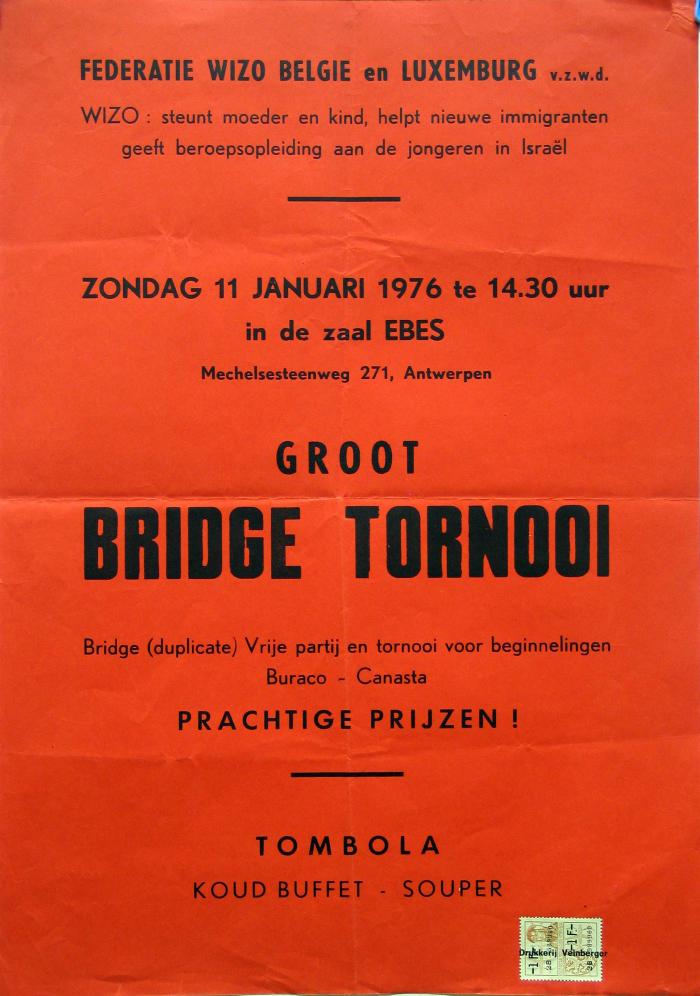 FEDERATIE WIZO BELGIE en LUXEMBURG v.z.w.d.
WIZO : steunt moeder en kind, helpt nieuwe immigranten
geeft beroepsopleiding aan de jongeren in Israël
ZONDAG 11 JANUARI 1976 te 14.30 uur
in de zaal EBES
Mechelsesteenweg 271, Antwerpen
GROOT
BRIDGE TORNOOI
Bridge (duplicate) Vrije partij en tornooi voor beginnelingen
Buraco - Canasta
PRACHTIGE PRIJZEN !
TOMBOLA
KOUD BUFFET - SOUPER
Drukkerij Veinberger
-1 F-
-1 F-